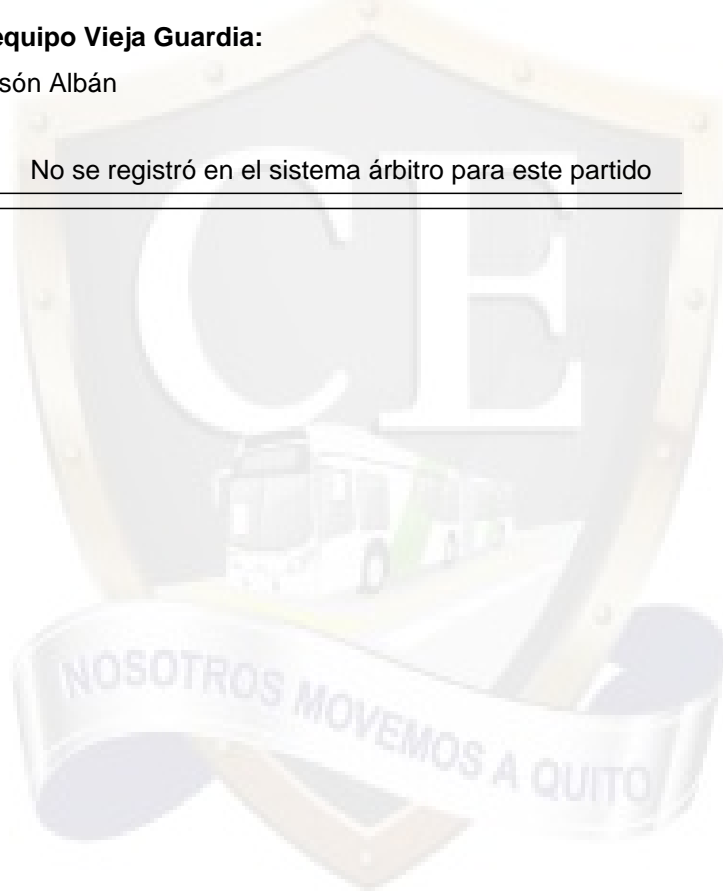 equipo Vieja Guardia:
són Albán
No se registró en el sistema árbitro para este partido
CE
NOSOTROS MOVEMOS A QUITO